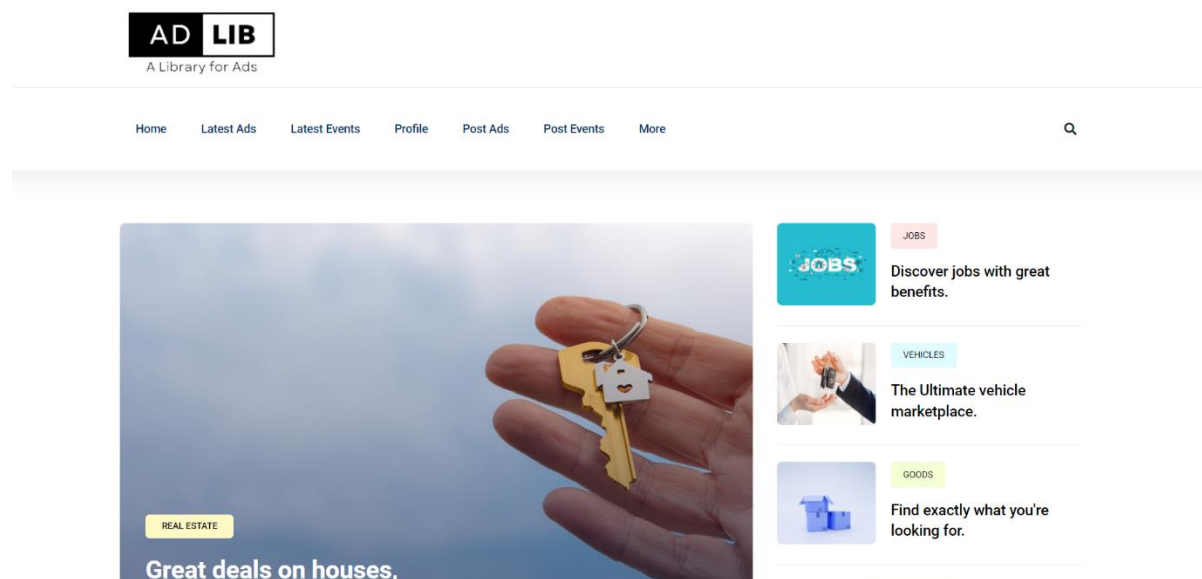 AD LIB
A Library for Ads
Home Latest Ads Latest Events Profile Post Ads Post Events More
REAL ESTATE
Great deals on houses.
JOBS
JOBS
Discover jobs with great
benefits.
VEHICLES
The Ultimate vehicle
marketplace.
GOODS
Find exactly what you're
looking for.